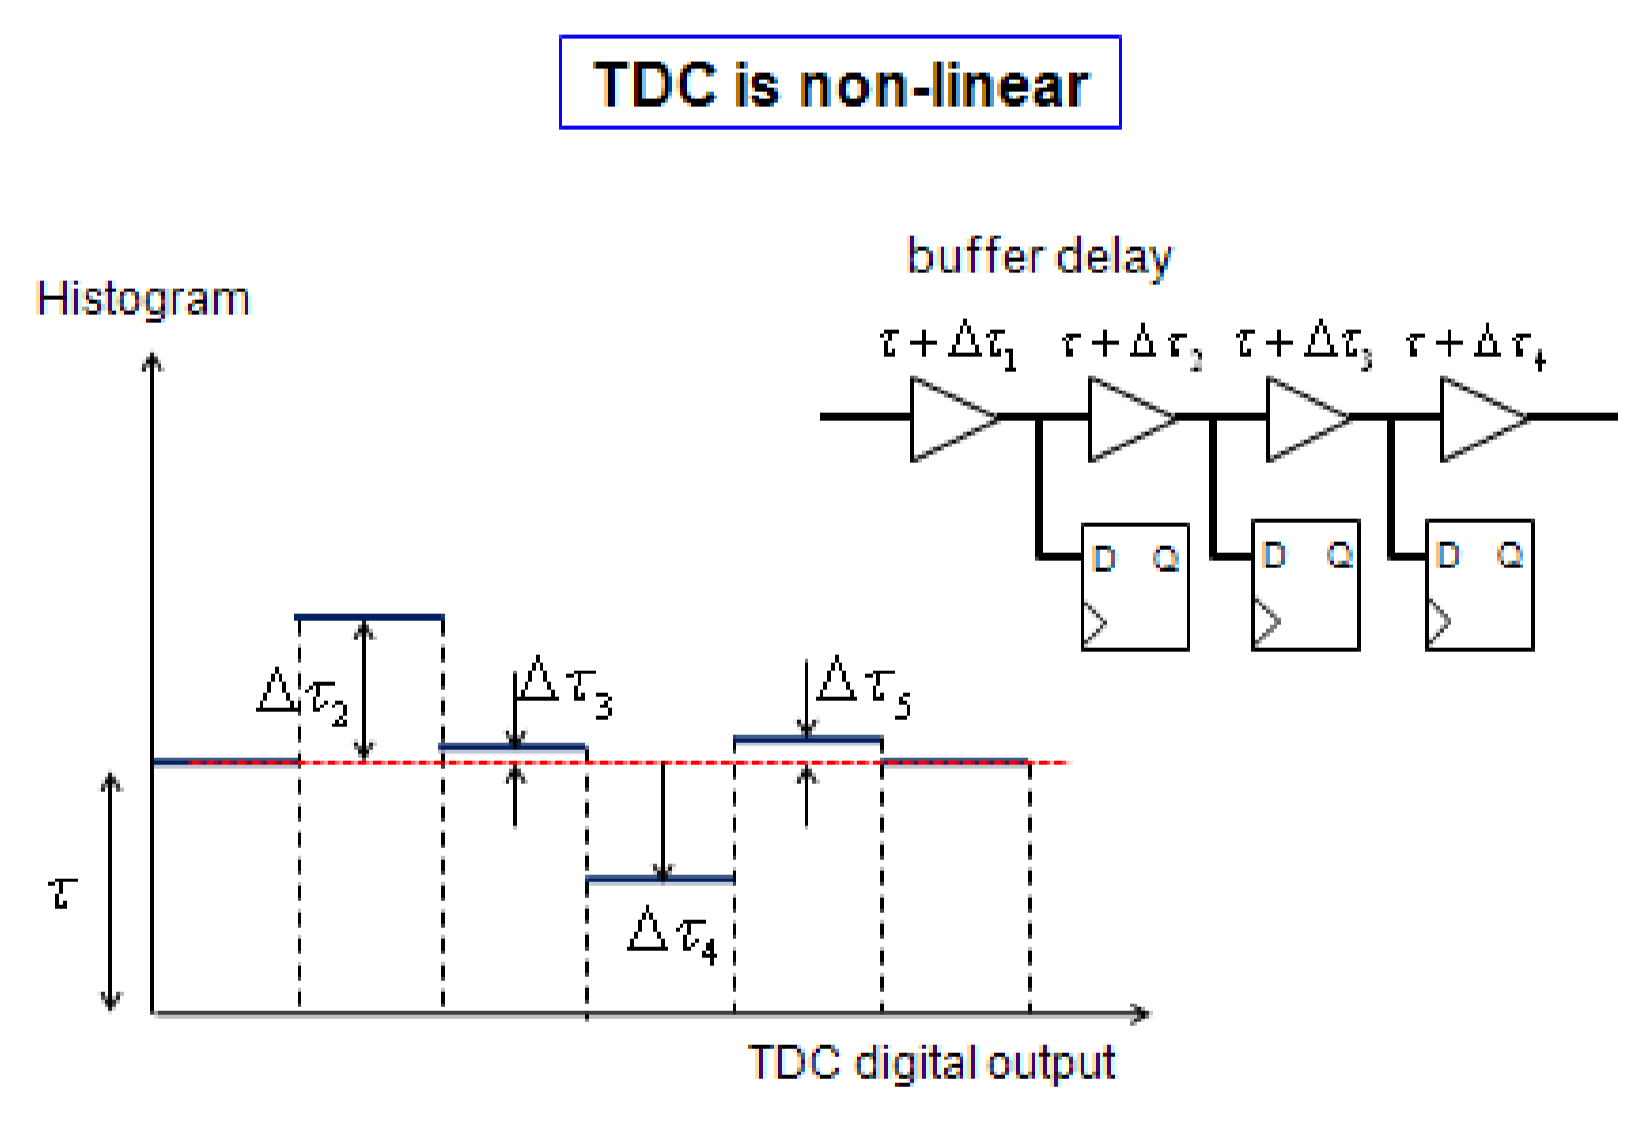 TDC is non-linear
buffer delay
Histogram
τ+Δτ₁ τ+Δτ₂ τ+Δτ₃ τ+Δτ₄
D Q D Q D Q
Δτ₂ Δτ₃ Δτ₅
τ
Δτ₄
TDC digital output